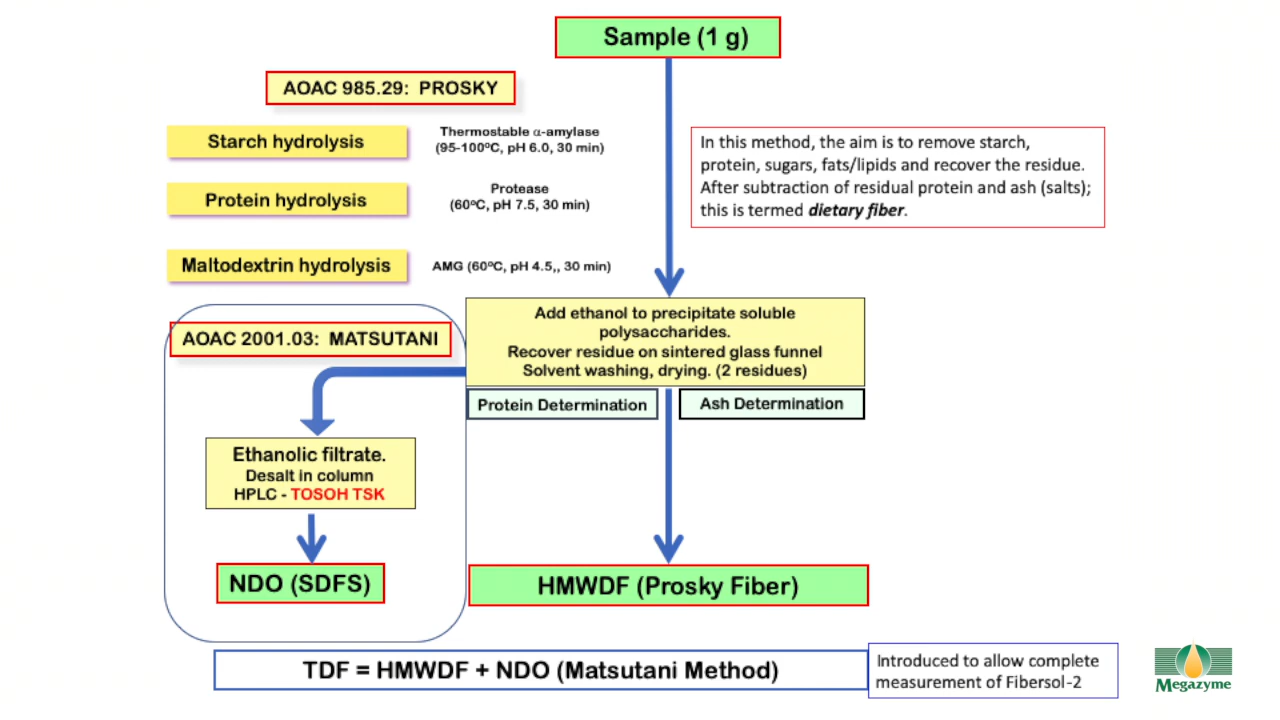 Sample (1 g)
AOAC 985.29:  PROSKY
Starch hydrolysis
Thermostable α-amylase
(95-100ºC, pH 6.0, 30 min)
Protein hydrolysis
Protease
(60ºC, pH 7.5, 30 min)
Maltodextrin hydrolysis
AMG (60ºC, pH 4.5,, 30 min)
In this method, the aim is to remove starch,
protein, sugars, fats/lipids and recover the residue.
After subtraction of residual protein and ash (salts);
this is termed dietary fiber.
Add ethanol to precipitate soluble
polysaccharides.
Recover residue on sintered glass funnel
Solvent washing, drying. (2 residues)
Protein Determination
Ash Determination
AOAC 2001.03:  MATSUTANI
Ethanolic filtrate.
Desalt in column
HPLC - TOSOH TSK
NDO (SDFS)
HMWDF (Prosky Fiber)
TDF = HMWDF + NDO (Matsutani Method)
Introduced to allow complete
measurement of Fibersol-2
Megazyme